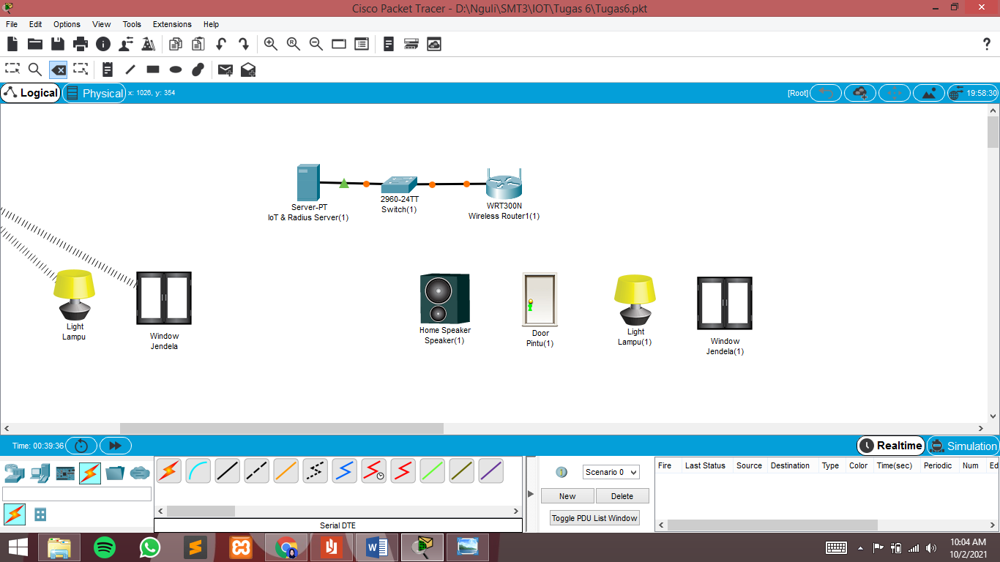 Cisco Packet Tracer - D:\Nguli\SMT3\IOT\Tugas 6\Tugas6.pkt
File Edit Options View Tools Extensions Help
Logical Physical x: 1026, y: 354 [Root] 19:58:30
Server-PT
IoT & Radius Server(1)
2960-24TT
Switch(1)
WRT300N
Wireless Router1(1)
Light
Lampu
Window
Jendela
Home Speaker
Speaker(1)
Door
Pintu(1)
Light
Lampu(1)
Window
Jendela(1)
Time: 00:39:36 Realtime Simulation
Scenario 0
New Delete
Toggle PDU List Window
Fire Last Status Source Destination Type Color Time(sec) Periodic Num Ed
Serial DTE
10:04 AM
10/2/2021